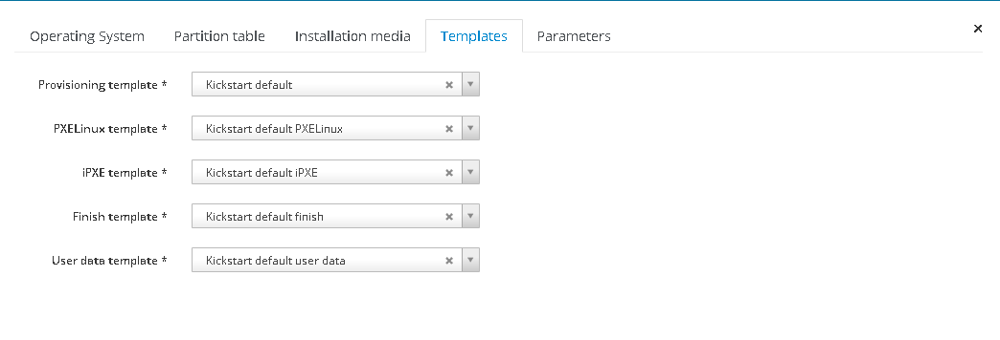 Operating System Partition table Installation media Templates Parameters ×
Provisioning template * Kickstart default
PXELinux template * Kickstart default PXELinux
iPXE template * Kickstart default iPXE
Finish template * Kickstart default finish
User data template * Kickstart default user data